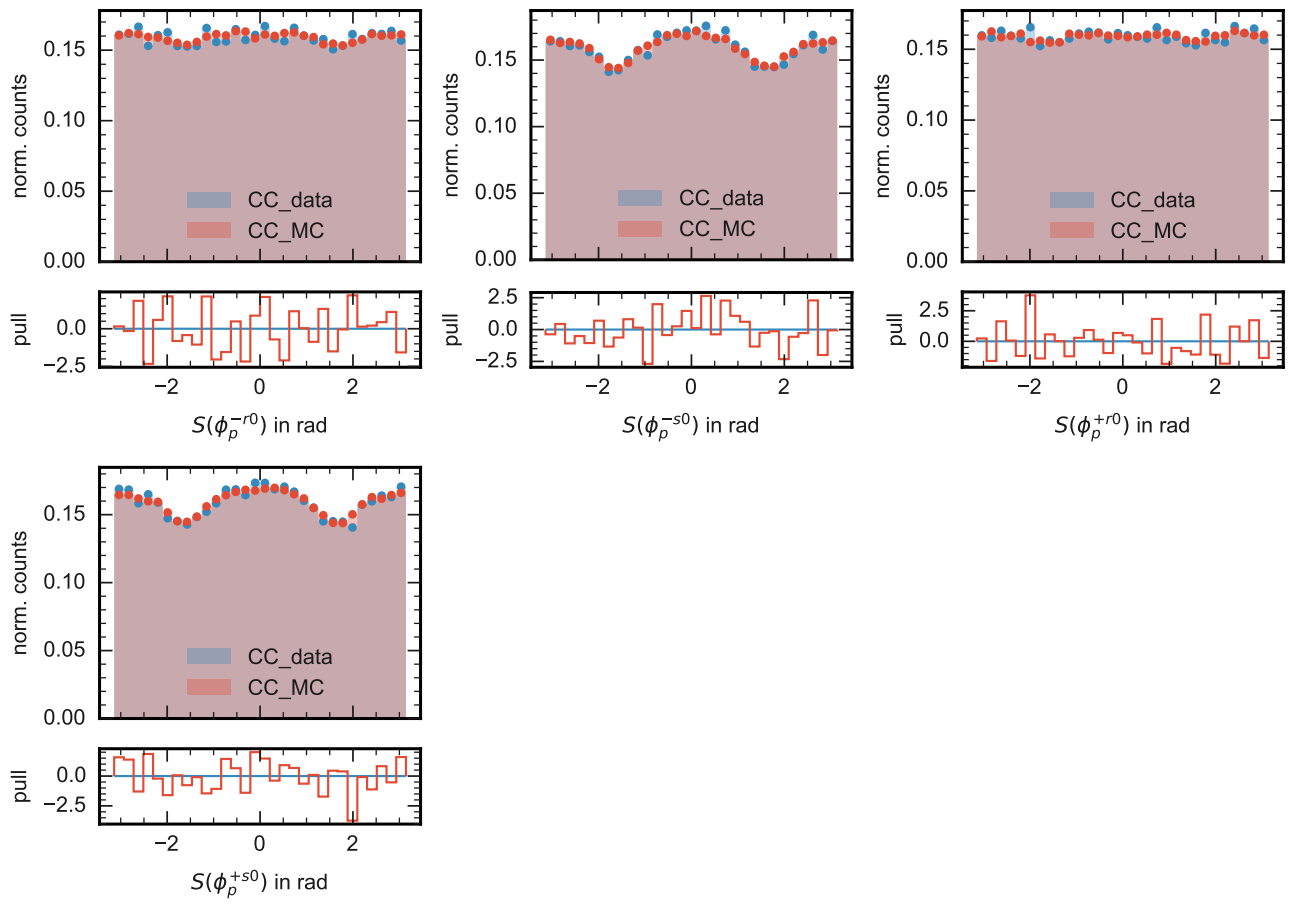 norm. counts
0.15
0.10
0.05
0.00
CC_data
CC_MC
pull
0.0
−2.5
−2 0 2
S(ϕ_p^{−r0}) in rad
norm. counts
0.15
0.10
0.05
0.00
CC_data
CC_MC
pull
2.5
0.0
−2.5
−2 0 2
S(ϕ_p^{−s0}) in rad
norm. counts
0.15
0.10
0.05
0.00
CC_data
CC_MC
pull
2.5
0.0
−2 0 2
S(ϕ_p^{+r0}) in rad
norm. counts
0.15
0.10
0.05
0.00
CC_data
CC_MC
pull
0.0
−2.5
−2 0 2
S(ϕ_p^{+s0}) in rad